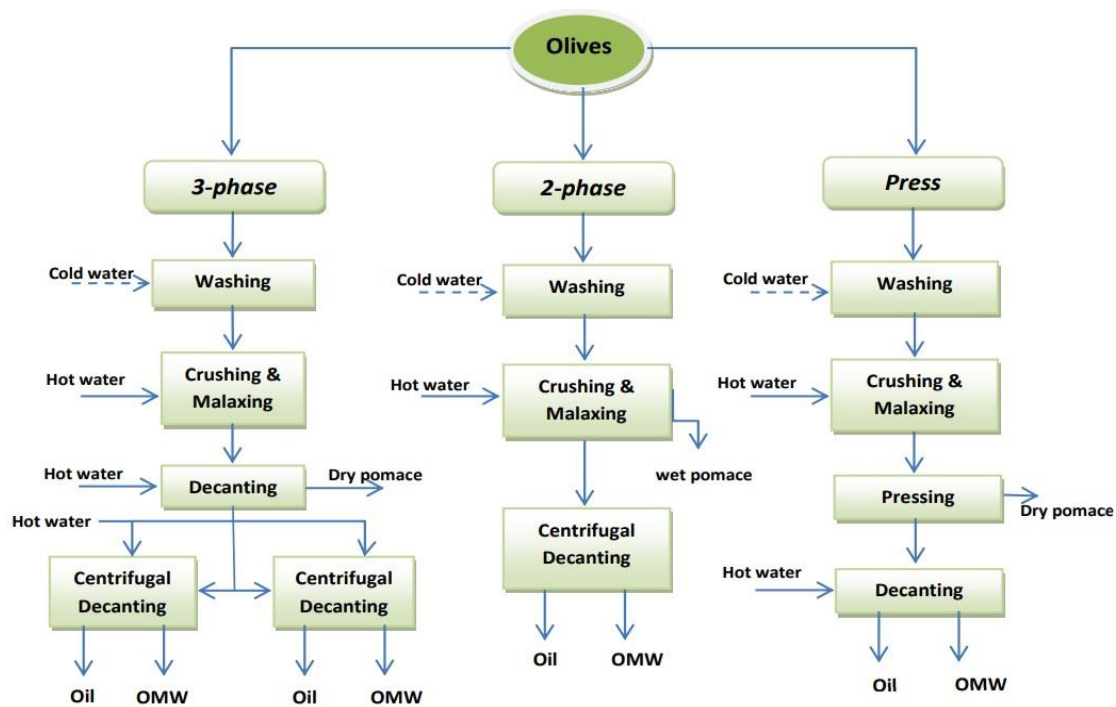 Olives
3-phase
2-phase
Press
Cold water
Washing
Cold water
Washing
Cold water
Washing
Hot water
Crushing &
Malaxing
Hot water
Crushing &
Malaxing
Hot water
Crushing &
Malaxing
Hot water
Decanting
Dry pomace
wet pomace
Pressing
Dry pomace
Hot water
Centrifugal
Decanting
Centrifugal
Decanting
Centrifugal
Decanting
Hot water
Decanting
Oil
OMW
Oil
OMW
Oil
OMW
Oil
OMW